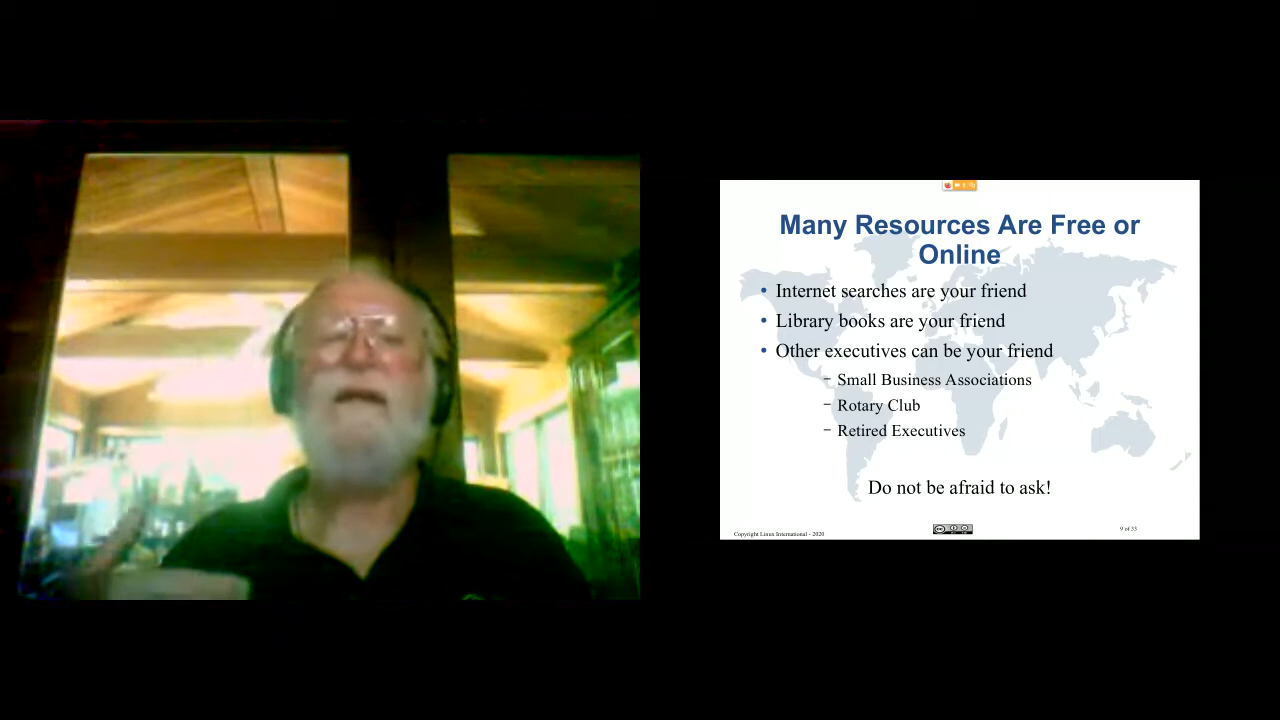 Many Resources Are Free or
Online
• Internet searches are your friend
• Library books are your friend
• Other executives can be your friend
– Small Business Associations
– Rotary Club
– Retired Executives
Do not be afraid to ask!
Copyright Linux International - 2020
9 of 33